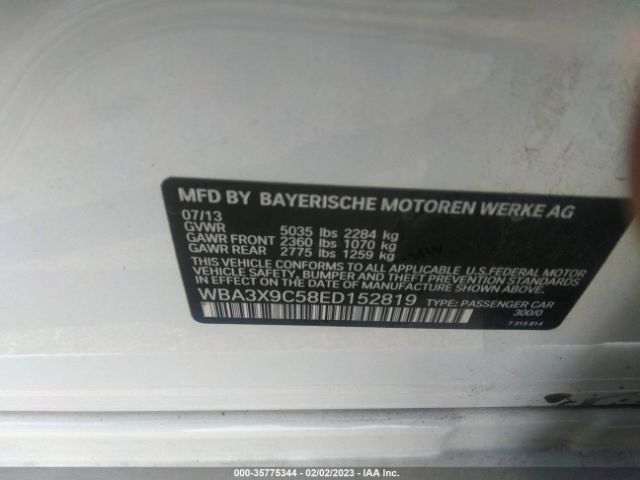 MFD BY BAYERISCHE MOTOREN WERKE AG
07/13
GVWR 5035 lbs 2284 kg
GAWR FRONT 2360 lbs 1070 kg
GAWR REAR 2775 lbs 1259 kg
THIS VEHICLE CONFORMS TO ALL APPLICABLE U.S.FEDERAL MOTOR
VEHICLE SAFETY, BUMPER AND THEFT PREVENTION STANDARDS
IN EFFECT ON THE DATE OF MANUFACTURE SHOWN ABOVE.
WBA3X9C58ED152819 TYPE: PASSENGER CAR
300/0
7 315 814
000-35775344 - 02/02/2023 - IAA Inc.